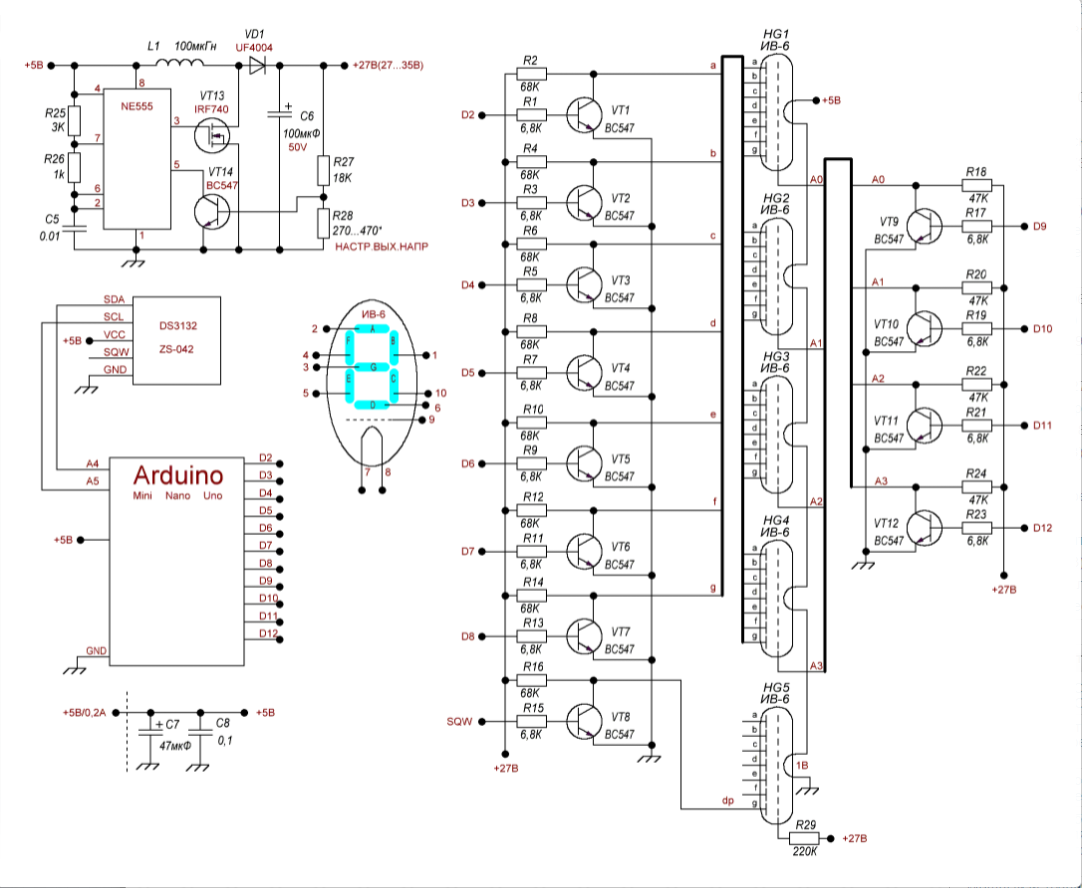 L1 100мкГн
VD1
UF4004
+5В
+27В(27...35В)
4
8
NE555
VT13
IRF740
3
R25
3K
7
R26
1k
5
VT14
BC547
6
2
1
C5
0.01
+
C6
100мкФ
50V
R27
18K
R28
270...470*
НАСТР.ВЫХ.НАПР
SDA
SCL
VCC
SQW
GND
+5В
DS3132
ZS-042
ИВ-6
A
B
C
D
E
F
G
2
4
3
5
1
10
6
9
7
8
Arduino
Mini Nano Uno
A4
A5
+5В
GND
D2
D3
D4
D5
D6
D7
D8
D9
D10
D11
D12
+5В/0,2А
+5В
+ C7
47мкФ
C8
0,1
R2
68K
R1
6,8K
D2
VT1
BC547
a
R4
68K
R3
6,8K
D3
VT2
BC547
b
R6
68K
R5
6,8K
D4
VT3
BC547
c
R8
68K
R7
6,8K
D5
VT4
BC547
d
R10
68K
R9
6,8K
D6
VT5
BC547
e
R12
68K
R11
6,8K
D7
VT6
BC547
f
R14
68K
R13
6,8K
D8
VT7
BC547
g
R16
68K
R15
6,8K
SQW
VT8
BC547
+27В
HG1
ИВ-6
a
b
c
d
e
f
g
+5В
A0
HG2
ИВ-6
a
b
c
d
e
f
g
A1
HG3
ИВ-6
a
b
c
d
e
f
g
A2
HG4
ИВ-6
a
b
c
d
e
f
g
A3
HG5
ИВ-6
a
b
c
d
e
f
g
dp
1В
R29
220K
+27В
A0
R18
47K
R17
6,8K
VT9
BC547
D9
A1
R20
47K
R19
6,8K
VT10
BC547
D10
A2
R22
47K
R21
6,8K
VT11
BC547
D11
A3
R24
47K
R23
6,8K
VT12
BC547
D12
+27В